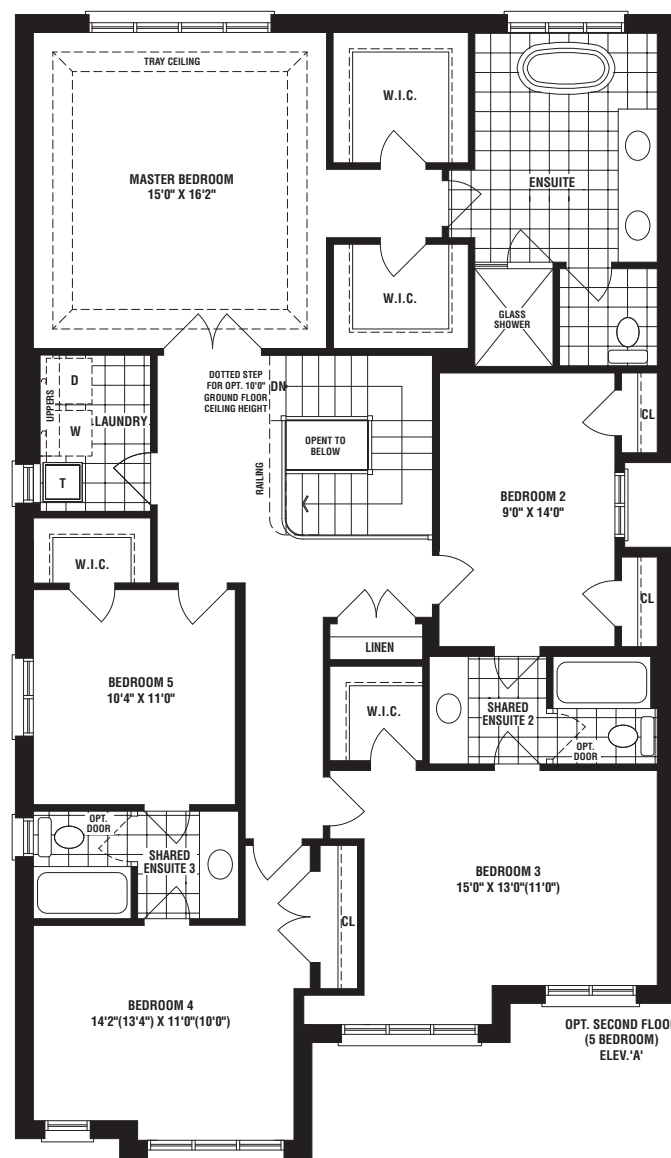 TRAY CEILING
W.I.C.
MASTER BEDROOM
15'0" X 16'2"
ENSUITE
W.I.C.
GLASS
SHOWER
DOTTED STEP
FOR OPT. 10'0"
GROUND FLOOR
CEILING HEIGHT
DN
D
UPPERS
W
LAUNDRY
T
OPENT TO
BELOW
RAILING
CL
BEDROOM 2
9'0" X 14'0"
W.I.C.
CL
LINEN
BEDROOM 5
10'4" X 11'0"
W.I.C.
SHARED
ENSUITE 2
OPT.
DOOR
OPT.
DOOR
SHARED
ENSUITE 3
BEDROOM 3
15'0" X 13'0"(11'0")
CL
BEDROOM 4
14'2"(13'4") X 11'0"(10'0")
OPT. SECOND FLOO
(5 BEDROOM)
ELEV.'A'